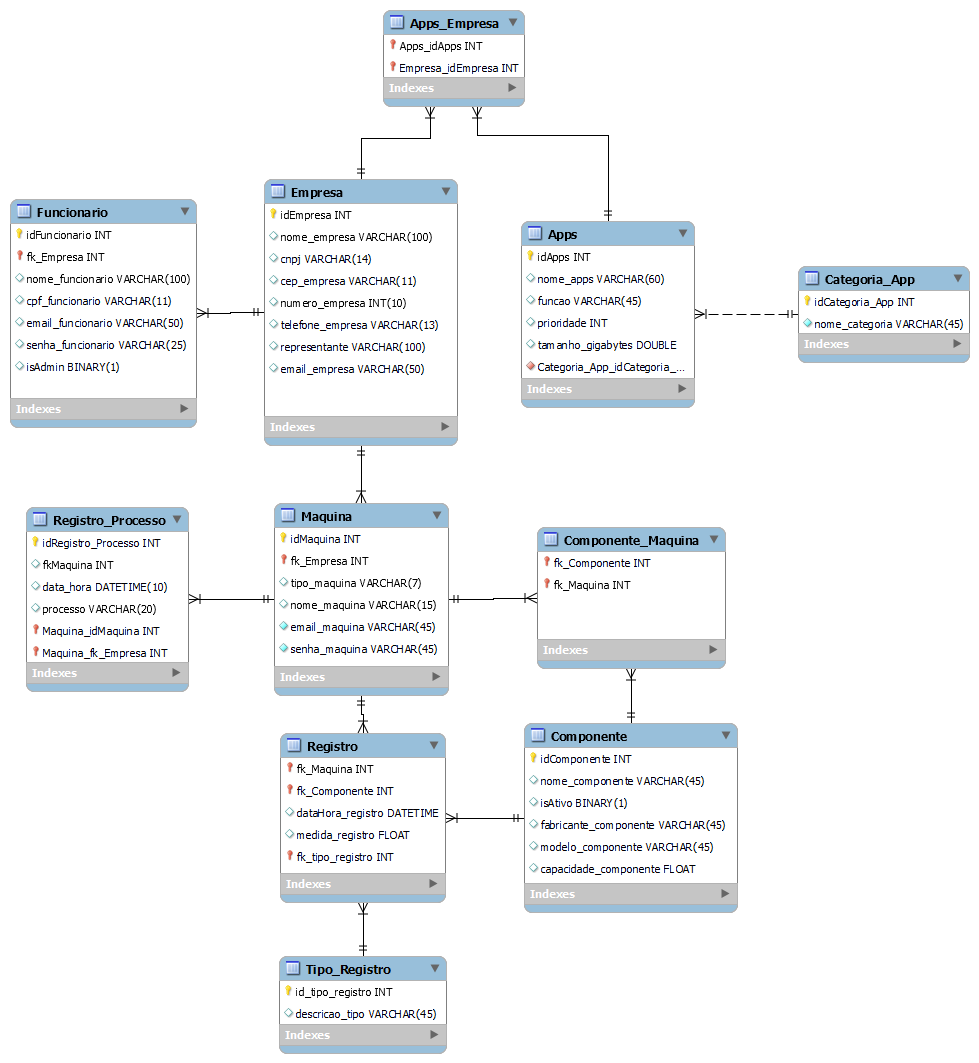 Apps_Empresa
Apps_idApps INT
Empresa_idEmpresa INT
Indexes
Funcionario
idFuncionario INT
fk_Empresa INT
nome_funcionario VARCHAR(100)
cpf_funcionario VARCHAR(11)
email_funcionario VARCHAR(50)
senha_funcionario VARCHAR(25)
isAdmin BINARY(1)
Indexes
Empresa
idEmpresa INT
nome_empresa VARCHAR(100)
cnpj VARCHAR(14)
cep_empresa VARCHAR(11)
numero_empresa INT(10)
telefone_empresa VARCHAR(13)
representante VARCHAR(100)
email_empresa VARCHAR(50)
Indexes
Apps
idApps INT
nome_apps VARCHAR(60)
funcao VARCHAR(45)
prioridade INT
tamanho_gigabytes DOUBLE
Categoria_App_idCategoria_...
Indexes
Categoria_App
idCategoria_App INT
nome_categoria VARCHAR(45)
Indexes
Registro_Processo
idRegistro_Processo INT
fkMaquina INT
data_hora DATETIME(10)
processo VARCHAR(20)
Maquina_idMaquina INT
Maquina_fk_Empresa INT
Indexes
Maquina
idMaquina INT
fk_Empresa INT
tipo_maquina VARCHAR(7)
nome_maquina VARCHAR(15)
email_maquina VARCHAR(45)
senha_maquina VARCHAR(45)
Indexes
Componente_Maquina
fk_Componente INT
fk_Maquina INT
Indexes
Registro
fk_Maquina INT
fk_Componente INT
dataHora_registro DATETIME
medida_registro FLOAT
fk_tipo_registro INT
Indexes
Componente
idComponente INT
nome_componente VARCHAR(45)
isAtivo BINARY(1)
fabricante_componente VARCHAR(45)
modelo_componente VARCHAR(45)
capacidade_componente FLOAT
Indexes
Tipo_Registro
id_tipo_registro INT
descricao_tipo VARCHAR(45)
Indexes